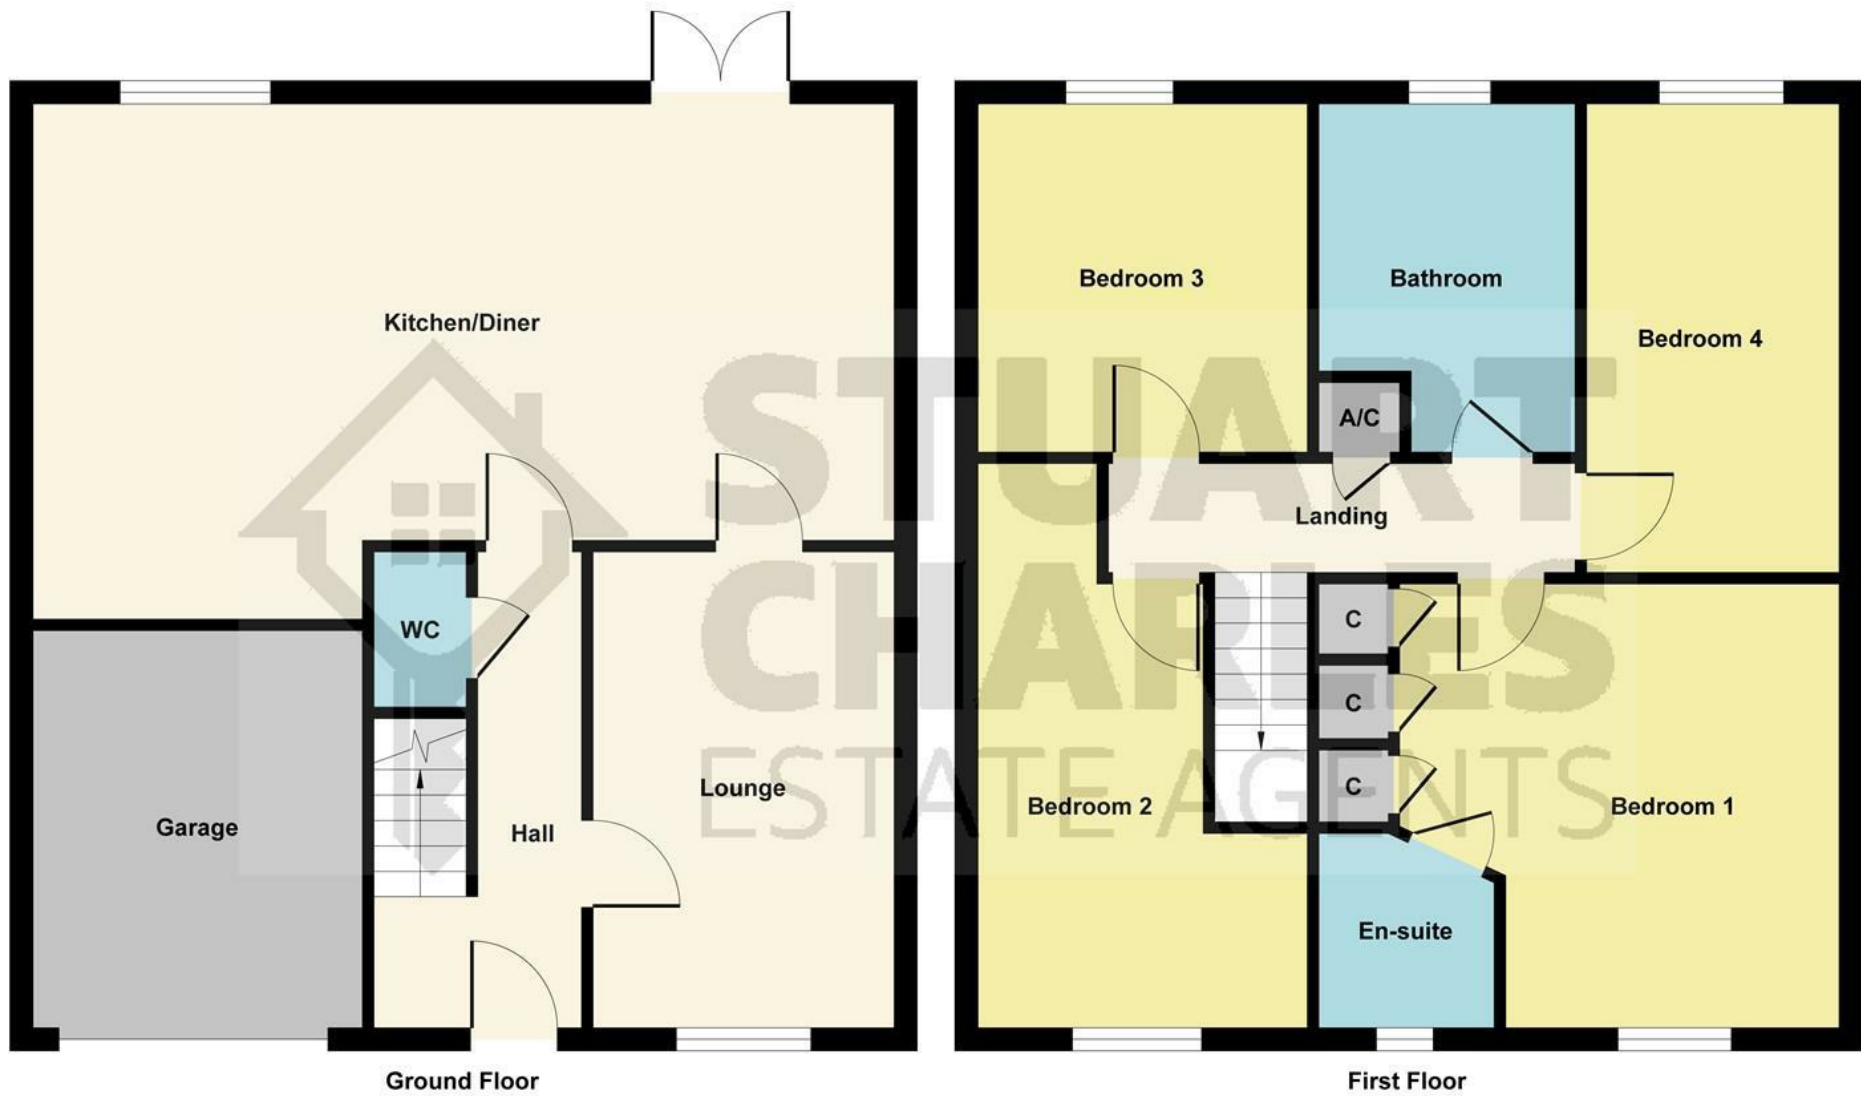 Kitchen/Diner
WC
Garage
Hall
Lounge
Ground Floor
Bedroom 3
Bathroom
Bedroom 4
A/C
Landing
C
C
C
Bedroom 2
Bedroom 1
En-suite
First Floor
STUART
CHARLES
ESTATE AGENTS